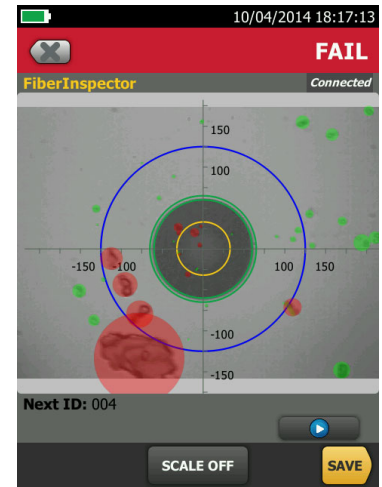 10/04/2014 18:17:13
FAIL
FiberInspector Connected
150
100
-150 -100 100 150
-100
-150
Next ID: 004
SCALE OFF SAVE